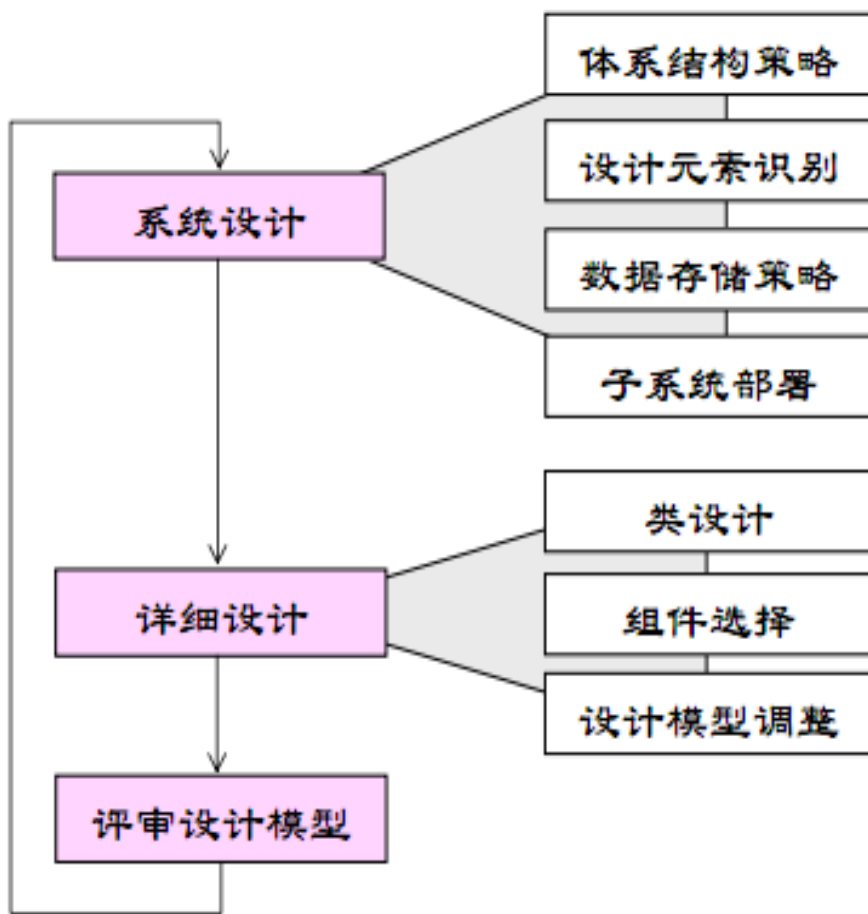 体系结构策略
设计元素识别
系统设计
数据存储策略
子系统部署
类设计
详细设计
组件选择
设计模型调整
评审设计模型